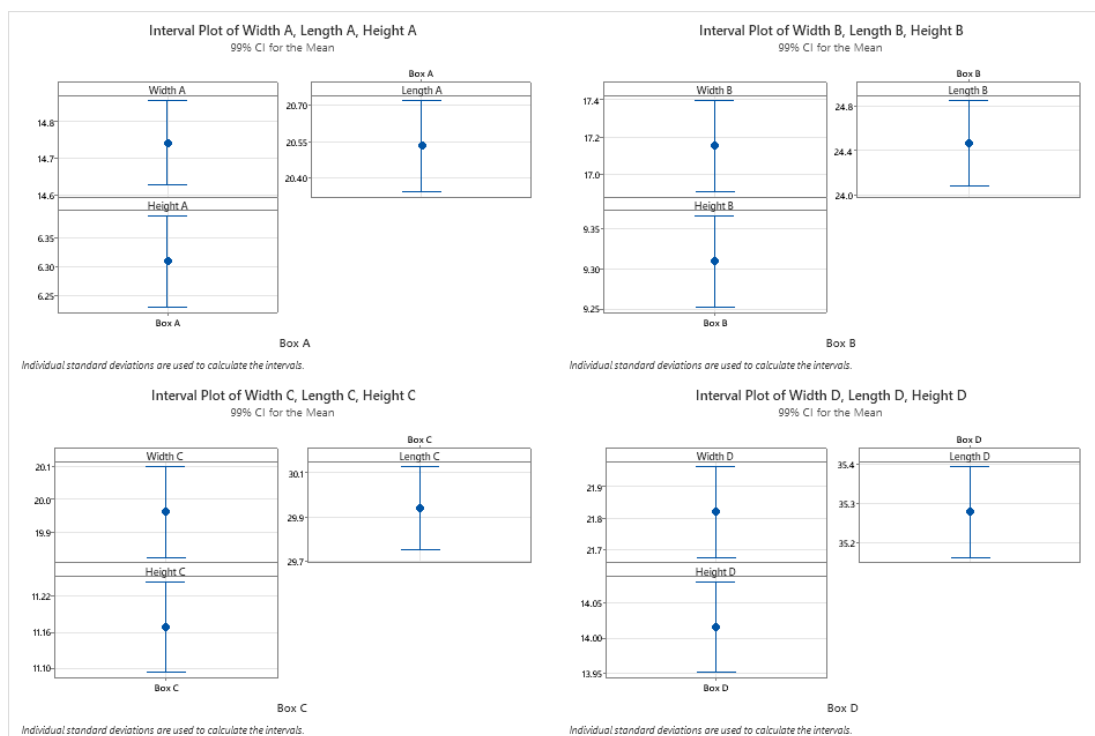 Interval Plot of Width A, Length A, Height A
99% CI for the Mean
Box A
Width A
Length A
14.8
14.7
14.6
20.70
20.55
20.40
Height A
6.35
6.30
6.25
Box A
Box A
Individual standard deviations are used to calculate the intervals.
Interval Plot of Width B, Length B, Height B
99% CI for the Mean
Box B
Width B
Length B
17.4
17.2
17.0
24.8
24.4
24.0
Height B
9.35
9.30
9.25
Box B
Box B
Individual standard deviations are used to calculate the intervals.
Interval Plot of Width C, Length C, Height C
99% CI for the Mean
Box C
Width C
Length C
20.1
20.0
19.9
30.1
29.9
29.7
Height C
11.22
11.16
11.10
Box C
Box C
Individual standard deviations are used to calculate the intervals.
Interval Plot of Width D, Length D, Height D
99% CI for the Mean
Box D
Width D
Length D
21.9
21.8
21.7
35.4
35.3
35.2
Height D
14.05
14.00
13.95
Box D
Box D
Individual standard deviations are used to calculate the intervals.